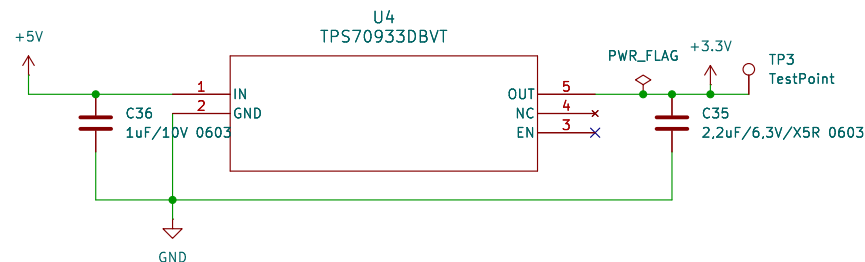 U4
TPS70933DBVT
+5V
PWR_FLAG
+3.3V
TP3
TestPoint
1
IN
2
GND
OUT
5
NC
4
EN
3
C36
1uF/10V 0603
C35
2,2uF/6,3V/X5R 0603
GND